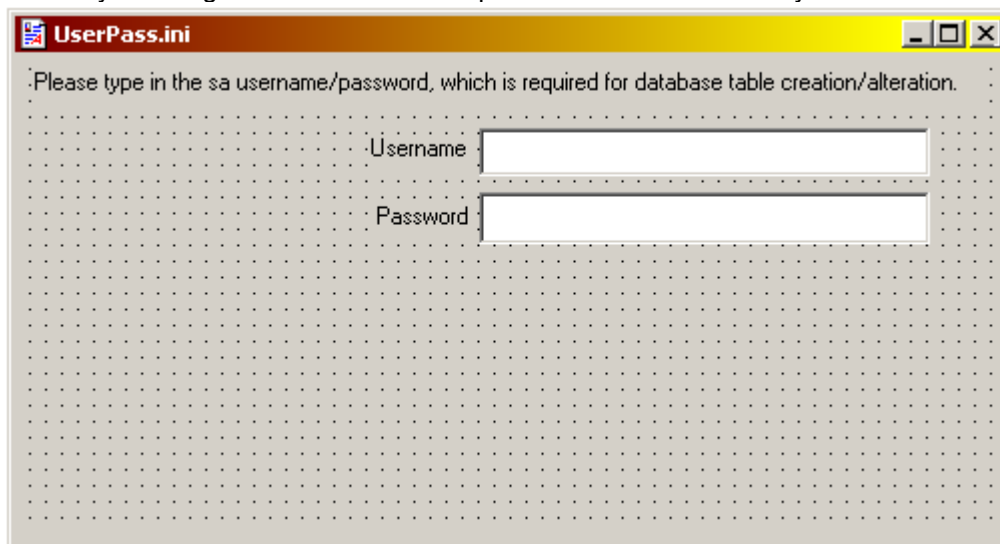 UserPass.ini
Please type in the sa username/password, which is required for database table creation/alteration.
Username
Password